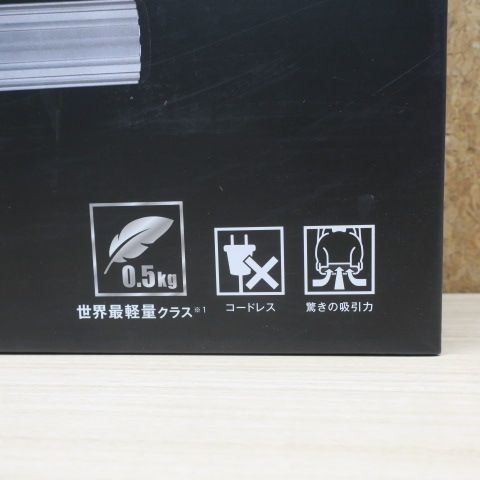 0.5kg
世界最軽量クラス※1
コードレス
驚きの吸引力